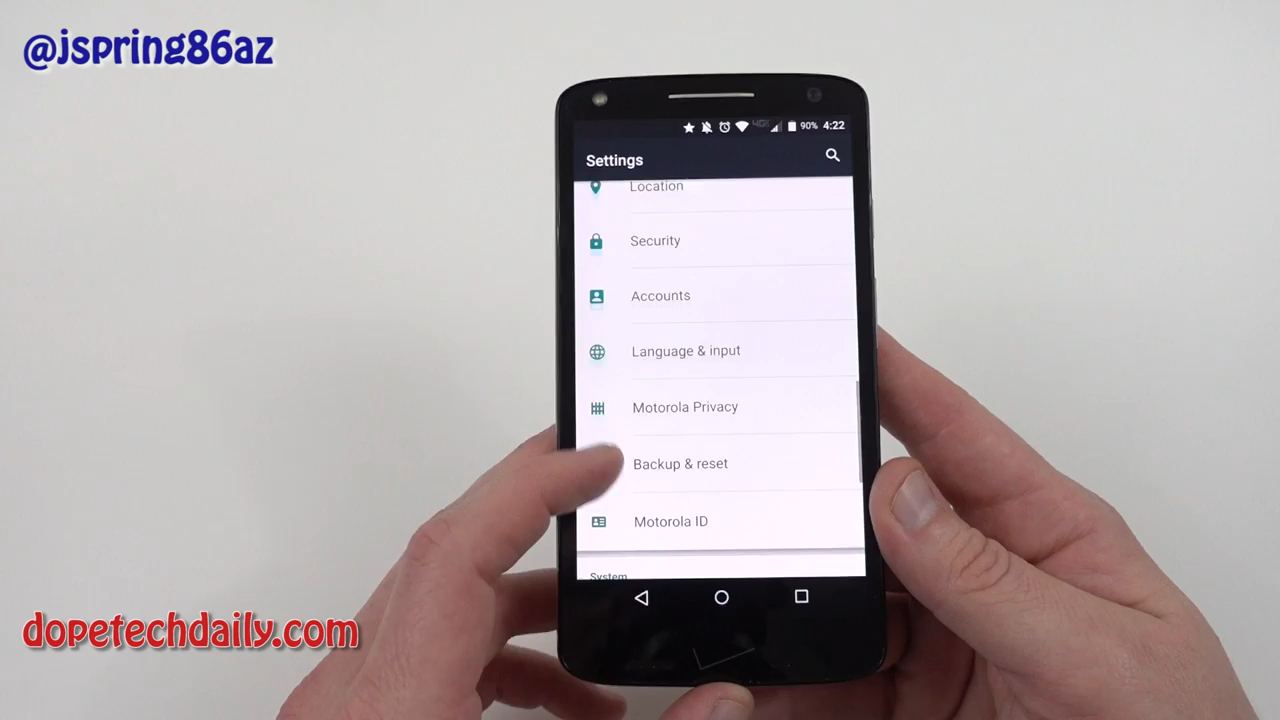 @jspring86az
90% 4:22
Settings
Location
Security
Accounts
Language & input
Motorola Privacy
Backup & reset
Motorola ID
System
dopetechdaily.com